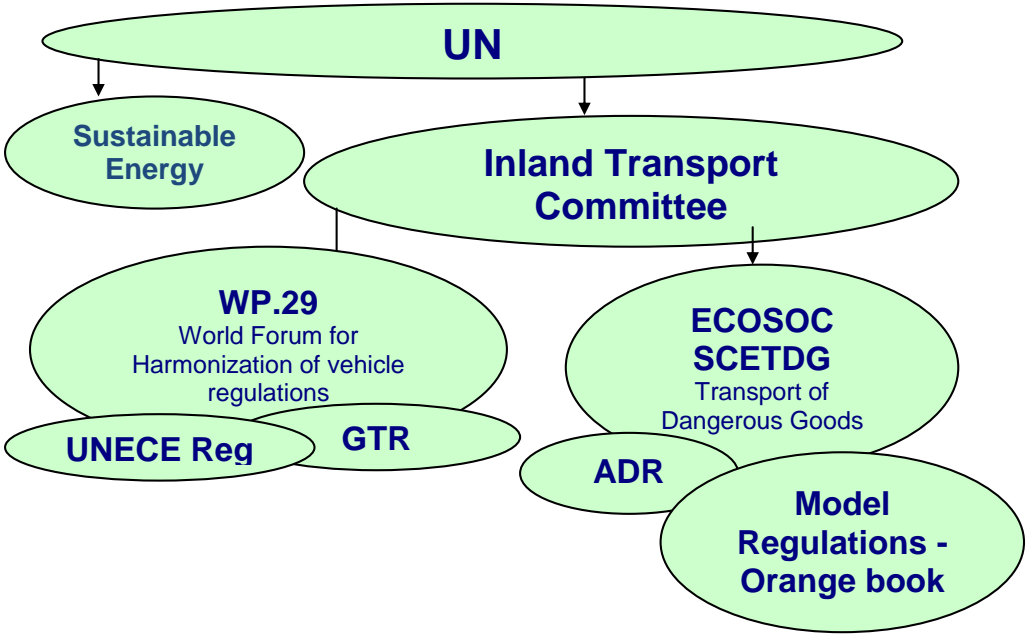 UN
Sustainable
Energy
Inland Transport
Committee
WP.29
World Forum for
Harmonization of vehicle
regulations
UNECE Reg
GTR
ECOSOC
SCETDG
Transport of
Dangerous Goods
ADR
Model
Regulations -
Orange book